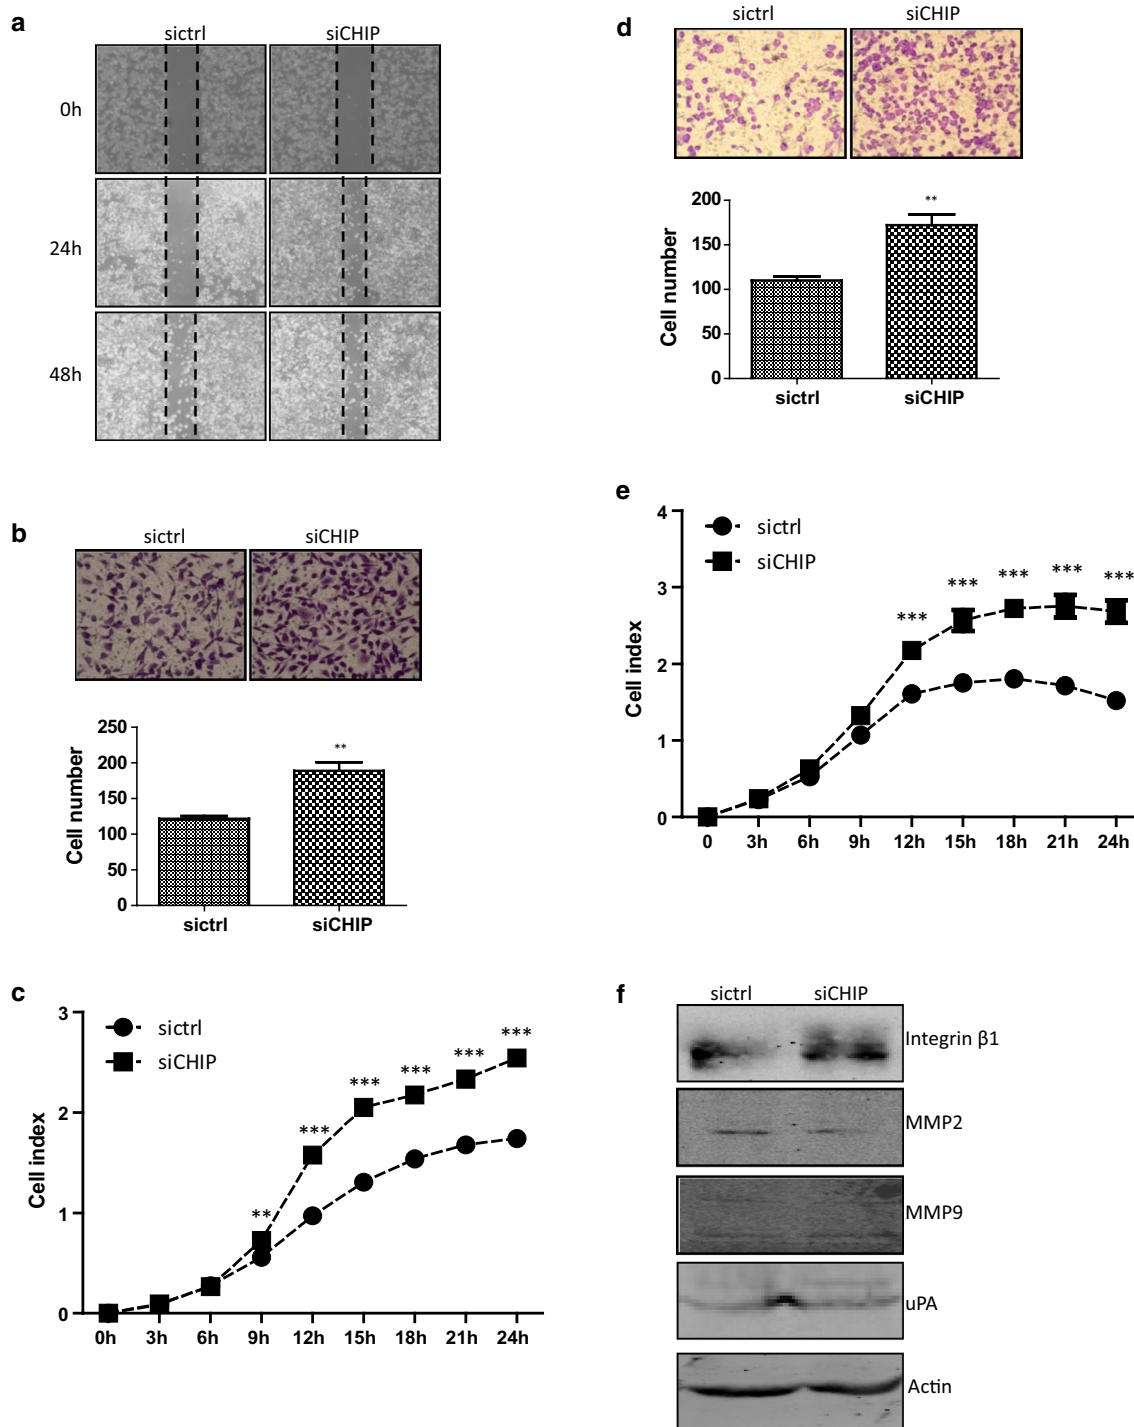 a
sictrl siCHIP
0h
24h
48h
b
sictrl siCHIP
250
200
150
100
50
0
Cell number
**
sictrl siCHIP
c
3
2
1
0
Cell index
sictrl
siCHIP
** *** *** *** *** ***
0h 3h 6h 9h 12h 15h 18h 21h 24h
d
sictrl siCHIP
200
150
100
50
0
Cell number
**
sictrl siCHIP
e
4
3
2
1
0
Cell index
sictrl
siCHIP
*** *** *** *** ***
0 3h 6h 9h 12h 15h 18h 21h 24h
f
sictrl siCHIP
Integrin β1
MMP2
MMP9
uPA
Actin